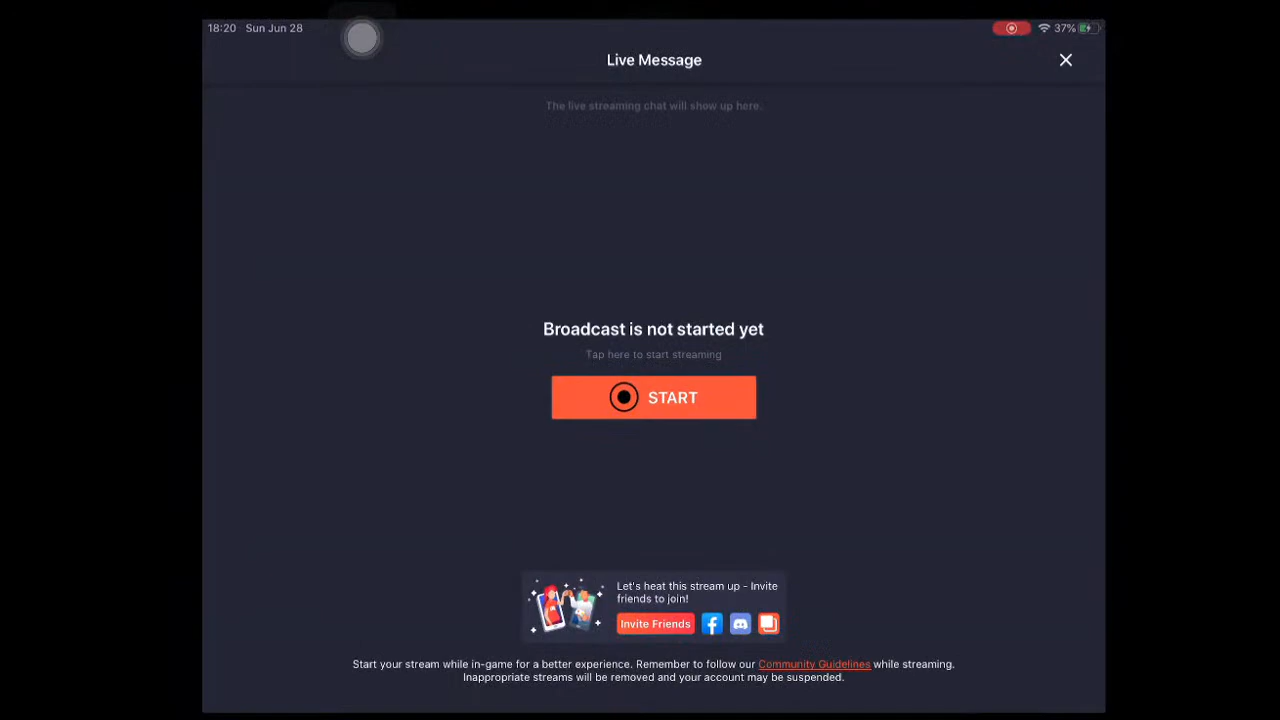 18:20 Sun Jun 28
37%
Live Message
The live streaming chat will show up here.
Broadcast is not started yet
Tap here to start streaming
START
Let's heat this stream up - Invite
friends to join!
Invite Friends
Start your stream while in-game for a better experience. Remember to follow our Community Guidelines while streaming.
Inappropriate streams will be removed and your account may be suspended.